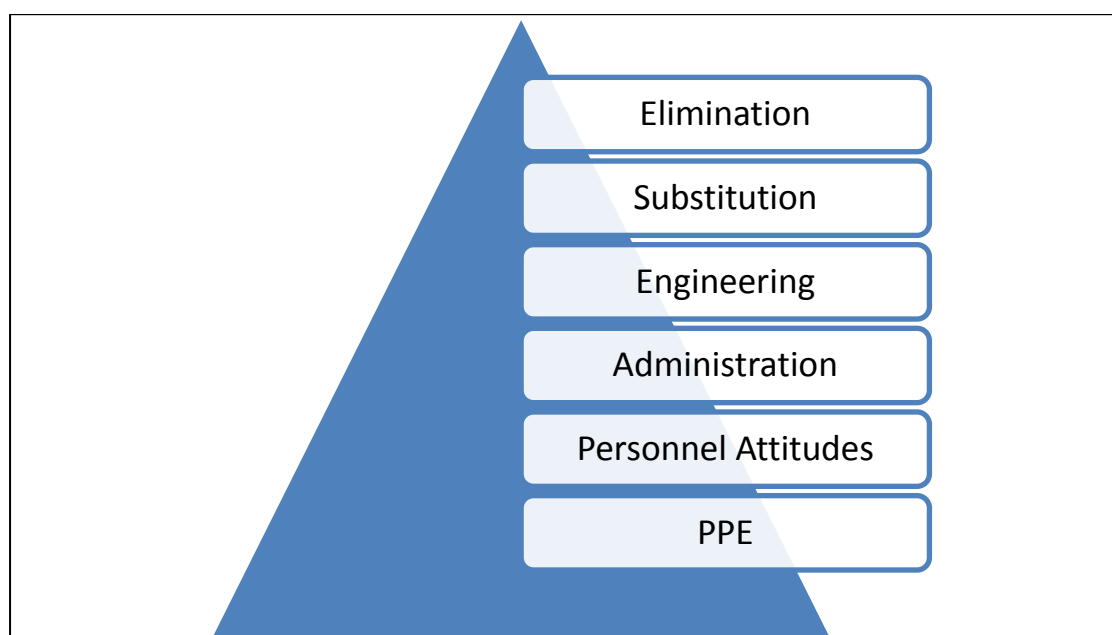 Elimination
Substitution
Engineering
Administration
Personnel Attitudes
PPE